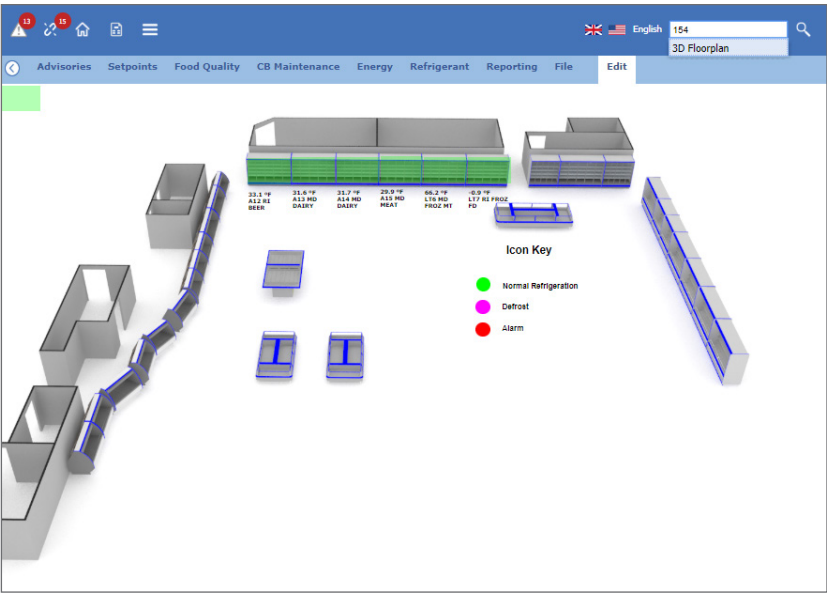 13
15
English
154
3D Floorplan
Advisories Setpoints Food Quality CB Maintenance Energy Refrigerant Reporting File Edit
33.1 °F
A12 RI
BEER
31.6 °F
A13 MD
DAIRY
31.7 °F
A14 MD
DAIRY
29.9 °F
A15 MD
MEAT
66.2 °F
LT6 MD
FROZ MT
-0.9 °F
LT7 RI FROZ
FD
Icon Key
Normal Refrigeration
Defrost
Alarm